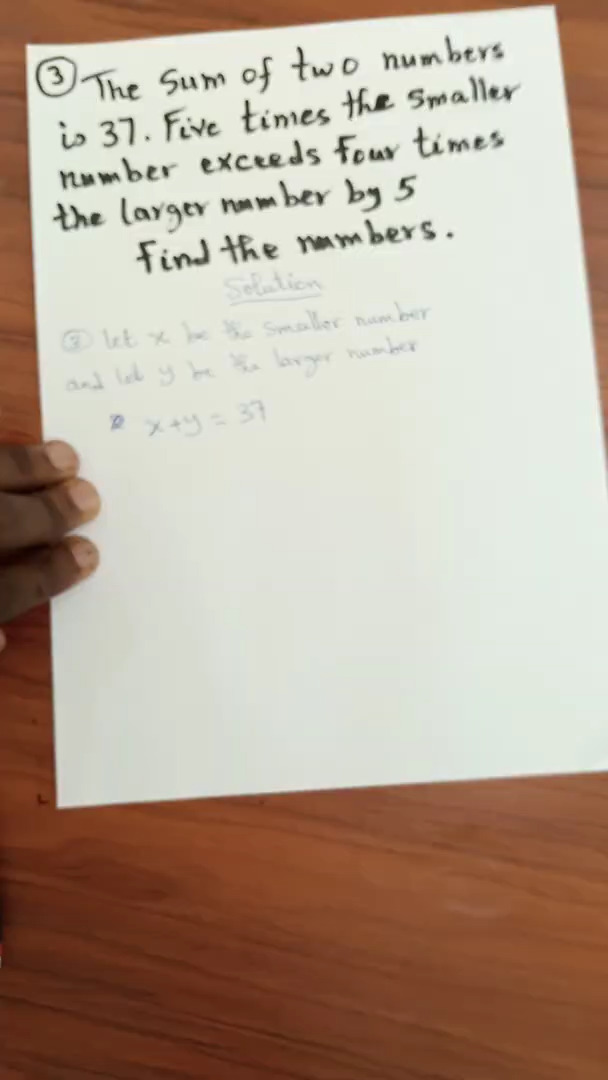 ③ The Sum of two numbers
is 37. Five times the smaller
number exceeds four times
the larger number by 5
Find the numbers.
Solution
③ let x be the smaller number
and let y be the larger number
x+y = 37